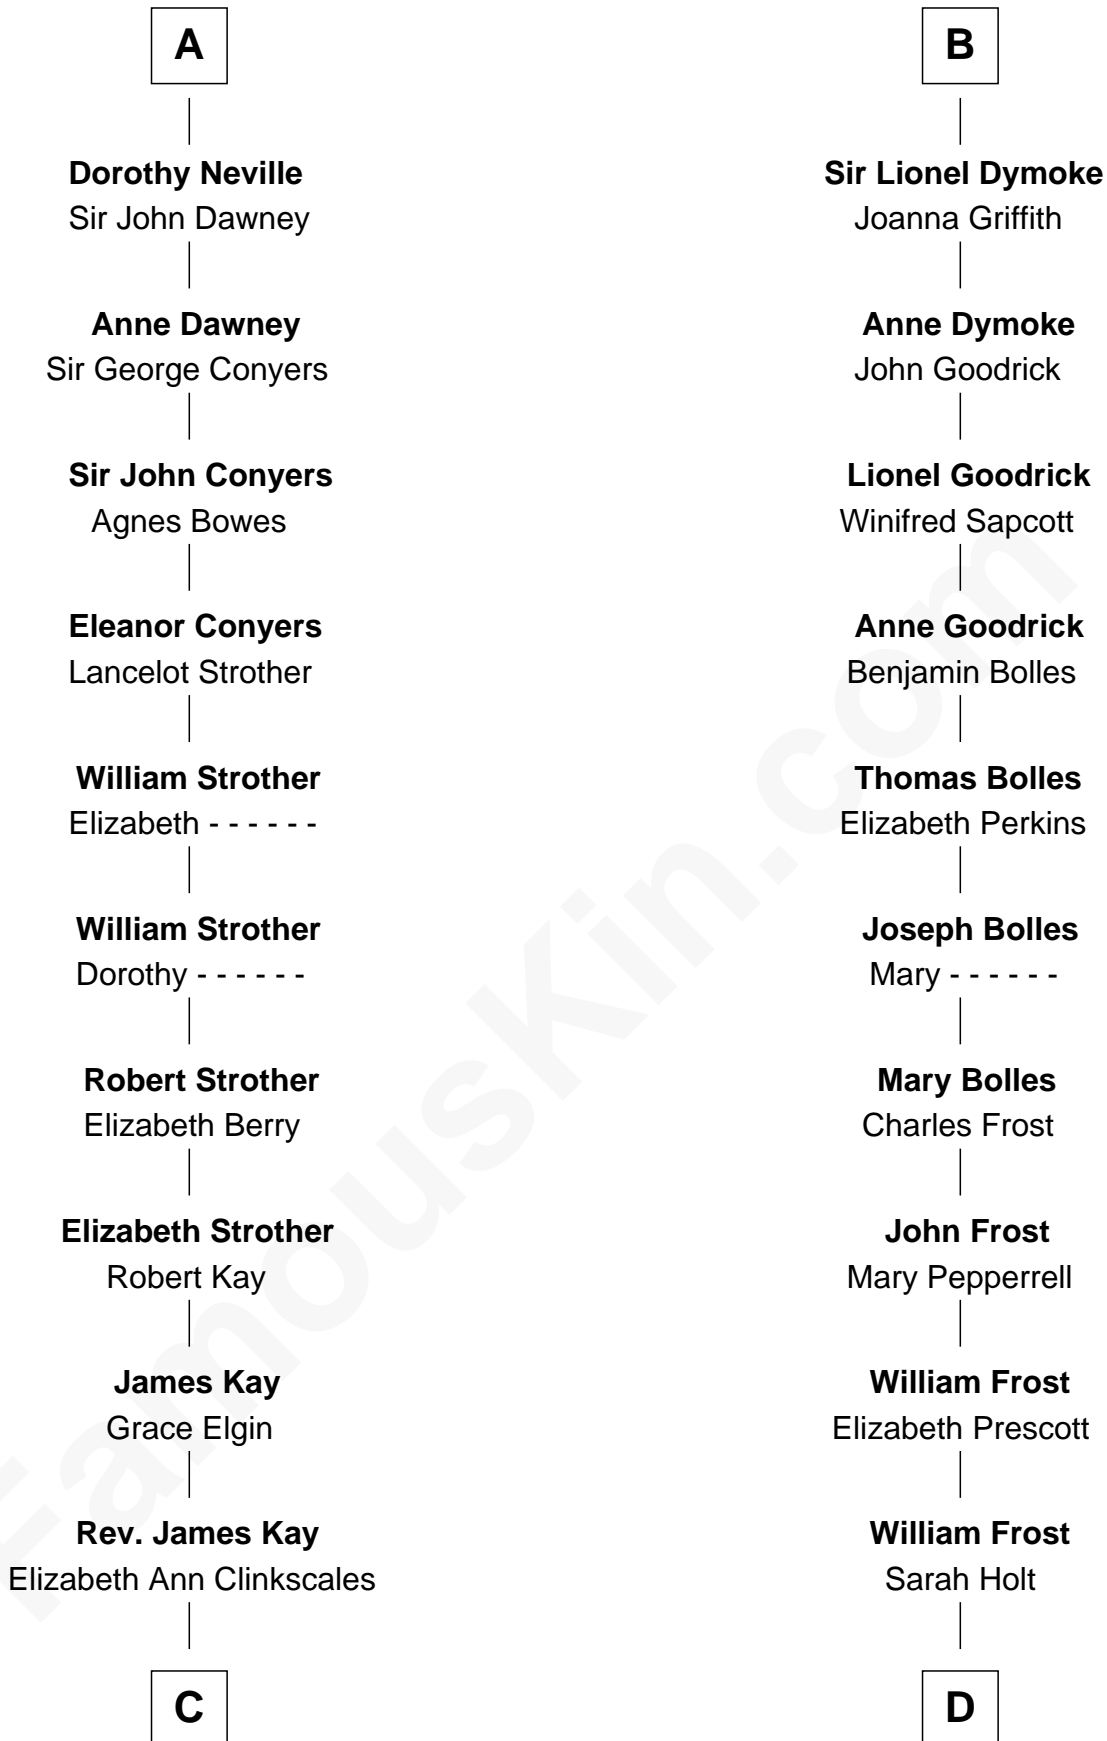 A
Dorothy Neville
Sir John Dawney
Anne Dawney
Sir George Conyers
Sir John Conyers
Agnes Bowes
Eleanor Conyers
Lancelot Strother
William Strother
Elizabeth - - - - - -
William Strother
Dorothy - - - - - -
Robert Strother
Elizabeth Berry
Elizabeth Strother
Robert Kay
James Kay
Grace Elgin
Rev. James Kay
Elizabeth Ann Clinkscales
C
B
Sir Lionel Dymoke
Joanna Griffith
Anne Dymoke
John Goodrick
Lionel Goodrick
Winifred Sapcott
Anne Goodrick
Benjamin Bolles
Thomas Bolles
Elizabeth Perkins
Joseph Bolles
Mary - - - - - -
Mary Bolles
Charles Frost
John Frost
Mary Pepperrell
William Frost
Elizabeth Prescott
William Frost
Sarah Holt
D
FamousKin.com